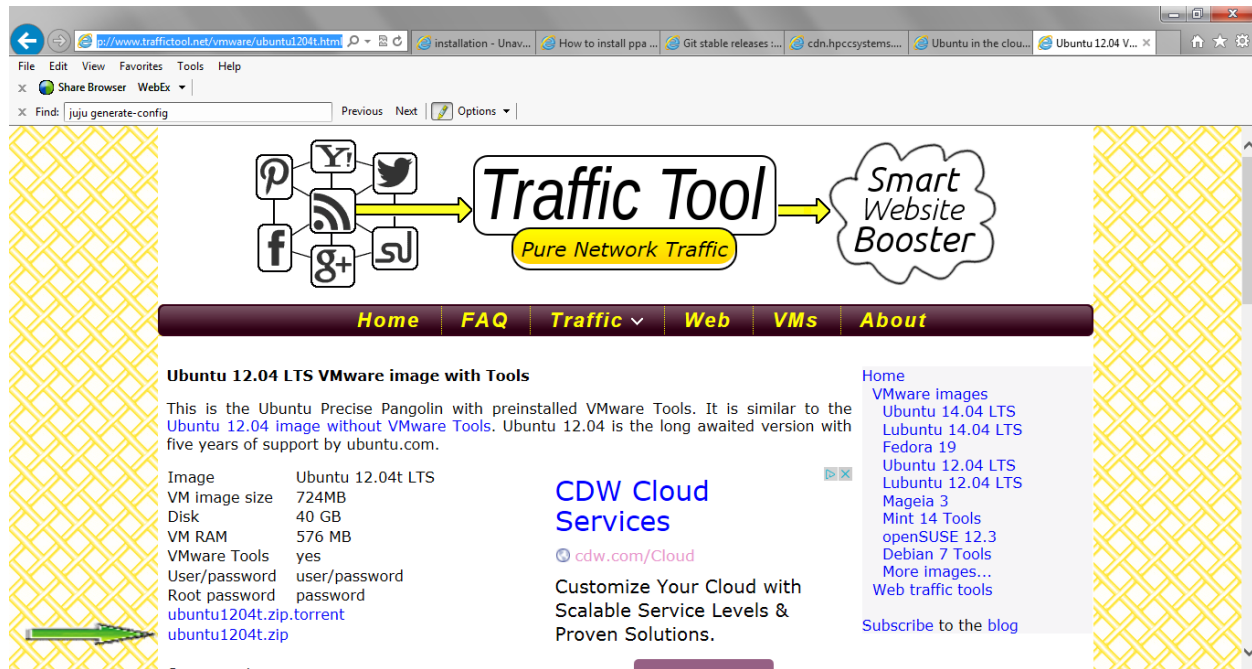 p://www.traffictool.net/vmware/ubuntu1204t.html
installation - Unav...
How to install ppa ...
Git stable releases :...
cdn.hpccsystems....
Ubuntu in the clou...
Ubuntu 12.04 V...
File Edit View Favorites Tools Help
x Share Browser WebEx
x Find: juju generate-config Previous Next Options
Y!
g+
Traffic Tool
Pure Network Traffic
Smart
Website
Booster
Home FAQ Traffic Web VMs About
Ubuntu 12.04 LTS VMware image with Tools
This is the Ubuntu Precise Pangolin with preinstalled VMware Tools. It is similar to the
Ubuntu 12.04 image without VMware Tools. Ubuntu 12.04 is the long awaited version with
five years of support by ubuntu.com.
Image Ubuntu 12.04t LTS
VM image size 724MB
Disk 40 GB
VM RAM 576 MB
VMware Tools yes
User/password user/password
Root password password
ubuntu1204t.zip.torrent
ubuntu1204t.zip
CDW Cloud
Services
cdw.com/Cloud
Customize Your Cloud with
Scalable Service Levels &
Proven Solutions.
Home
VMware images
Ubuntu 14.04 LTS
Lubuntu 14.04 LTS
Fedora 19
Ubuntu 12.04 LTS
Lubuntu 12.04 LTS
Mageia 3
Mint 14 Tools
openSUSE 12.3
Debian 7 Tools
More images...
Web traffic tools
Subscribe to the blog